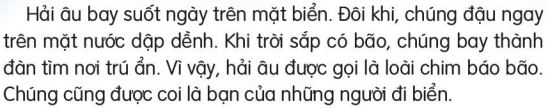 Hải âu bay suốt ngày trên mặt biển. Đôi khi, chúng đậu ngay
trên mặt nước dập dềnh. Khi trời sắp có bão, chúng bay thành
đàn tìm nơi trú ẩn. Vì vậy, hải âu được gọi là loài chim báo bão.
Chúng cũng được coi là bạn của những người đi biển.